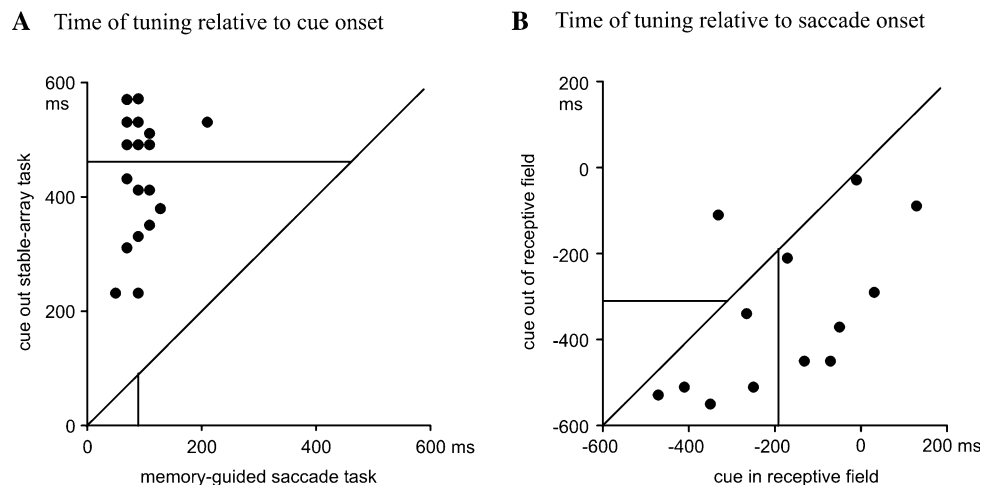 A Time of tuning relative to cue onset
600
ms
400
200
0
0 200 400 600 ms
cue out stable-array task
memory-guided saccade task
B Time of tuning relative to saccade onset
200
ms
0
-200
-400
-600
-600 -400 -200 0 200 ms
cue out of receptive field
cue in receptive field